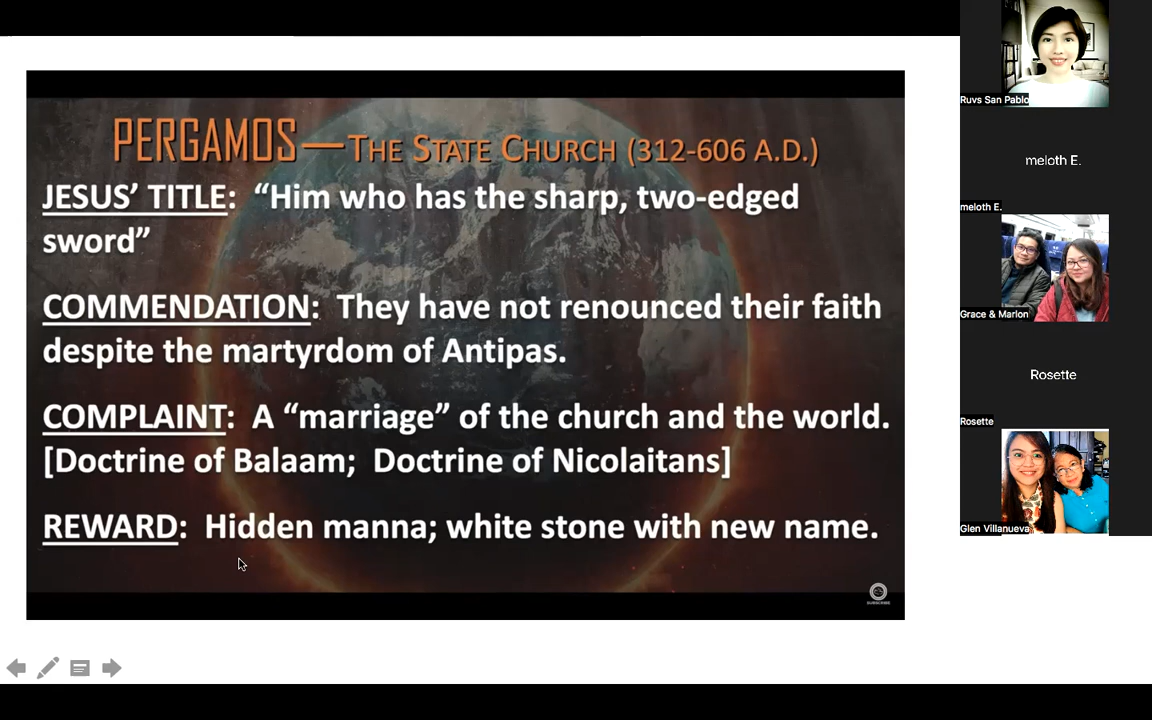 PERGAMOS—THE STATE CHURCH (312-606 A.D.)
JESUS’ TITLE: “Him who has the sharp, two-edged
sword”
COMMENDATION: They have not renounced their faith
despite the martyrdom of Antipas.
COMPLAINT: A “marriage” of the church and the world.
[Doctrine of Balaam; Doctrine of Nicolaitans]
REWARD: Hidden manna; white stone with new name.
Ruvs San Pablo
meloth E.
meloth E.
Grace & Marlon
Rosette
Rosette
Glen Villanueva